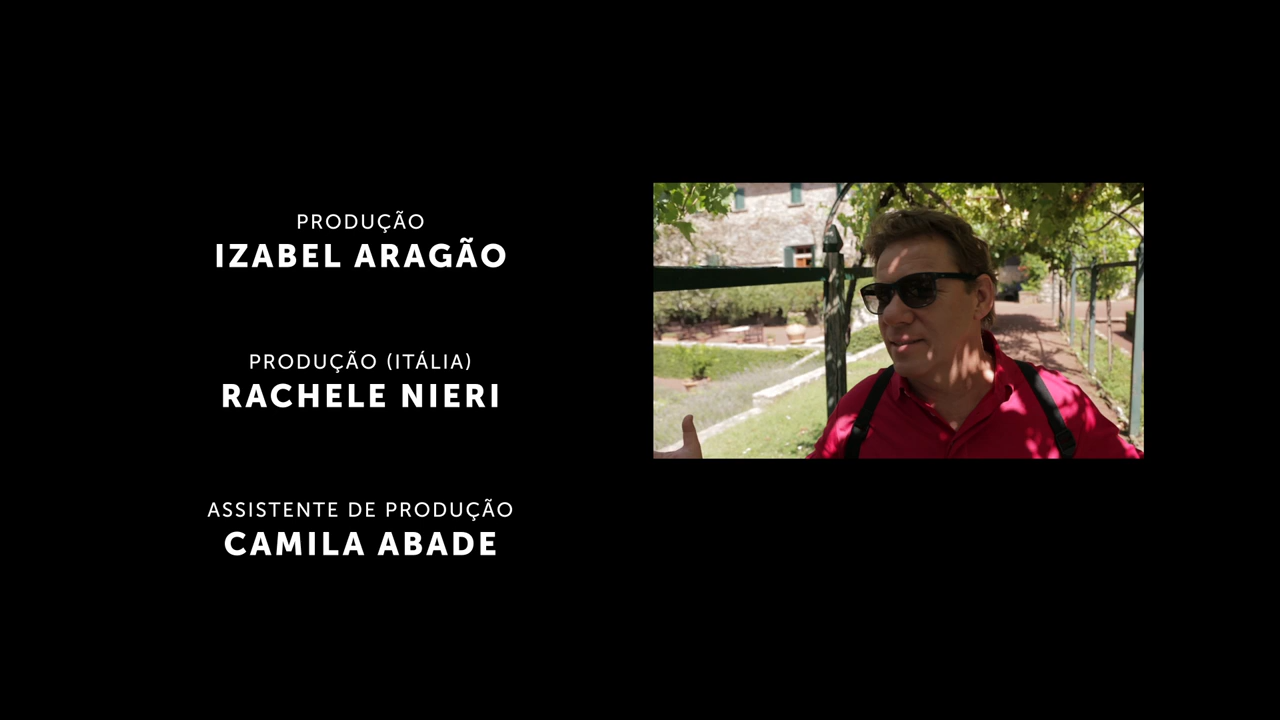 PRODUÇÃO
IZABEL ARAGÃO
PRODUÇÃO (ITÁLIA)
RACHELE NIERI
ASSISTENTE DE PRODUÇÃO
CAMILA ABADE